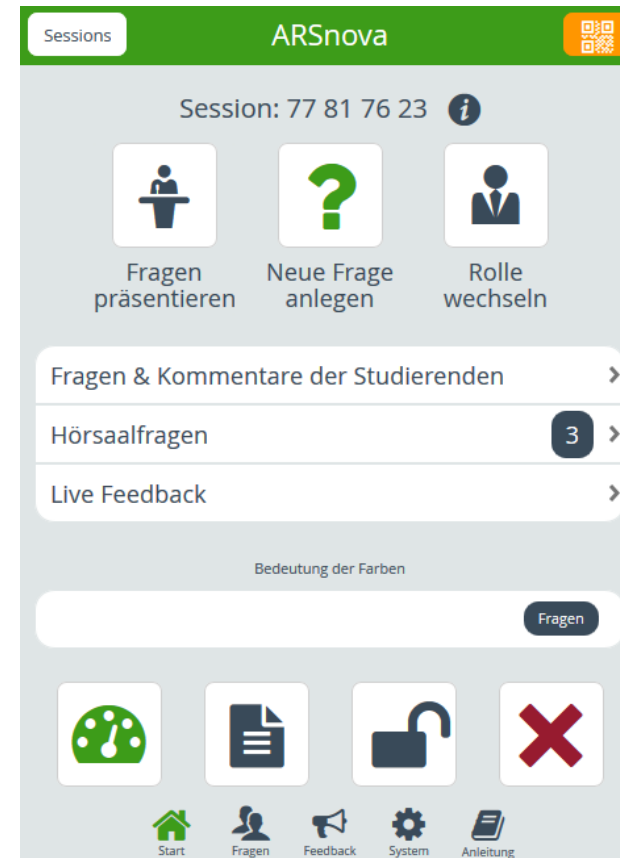 Sessions
ARSnova
Session: 77 81 76 23
Fragen
präsentieren
Neue Frage
anlegen
Rolle
wechseln
Fragen & Kommentare der Studierenden
Hörsaalfragen 3
Live Feedback
Bedeutung der Farben
Fragen
Start Fragen Feedback System Anleitung